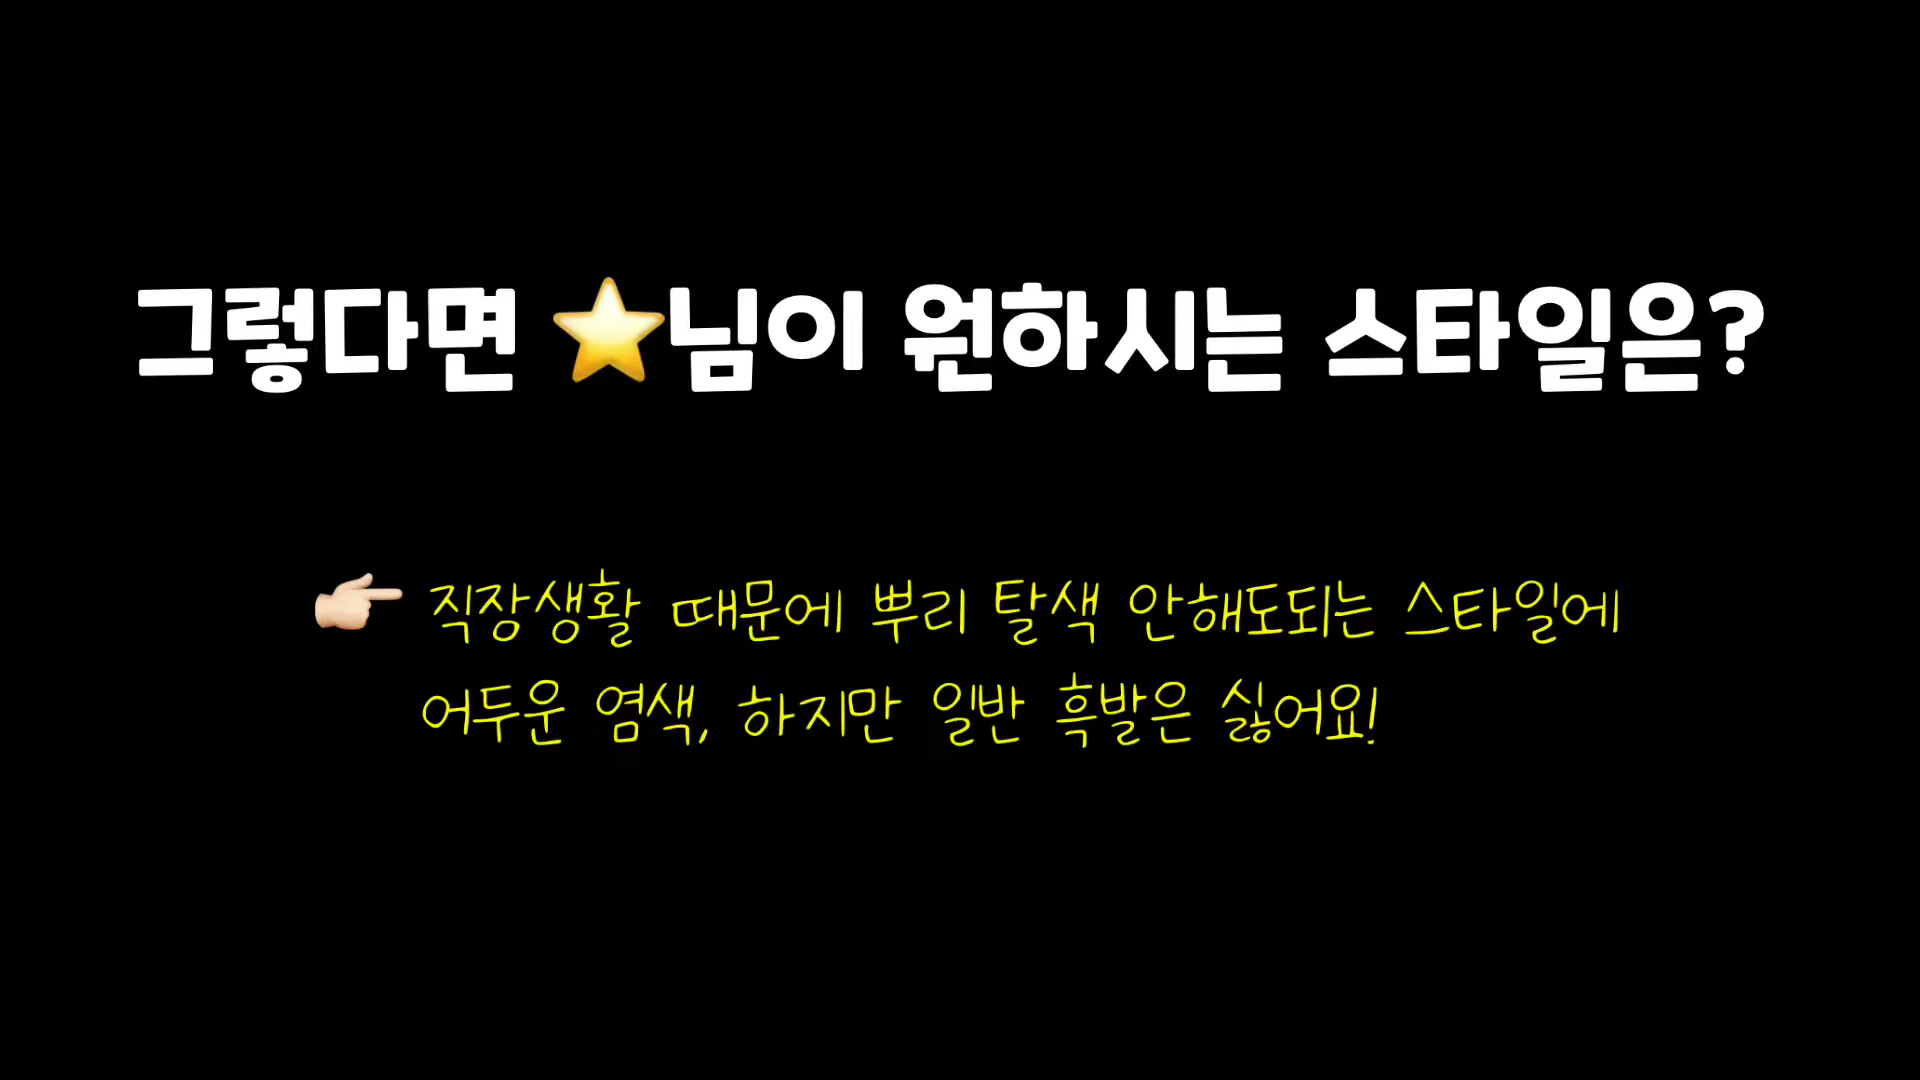 그렇다면 ⭐님이 원하시는 스타일은?
👉🏻 직장생활 때문에 뿌리 탈색 안해도되는 스타일에
어두운 염색, 하지만 일반 흑발은 싫어요!